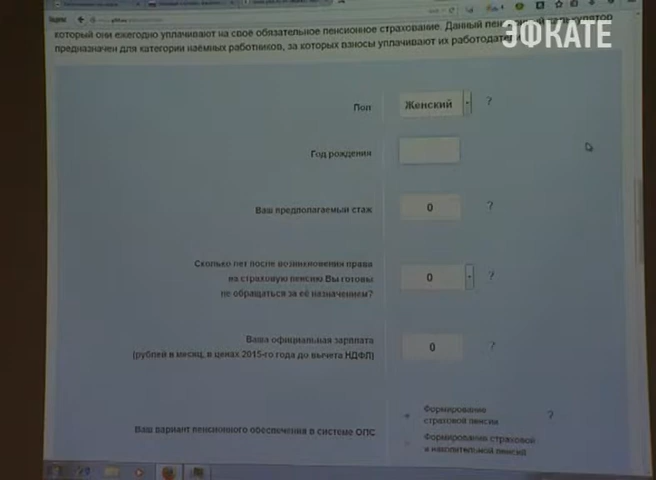 который они ежегодно уплачивают на своё обязательное пенсионное страхование. Данный
ЭФКАТЕ
предназначен для категории наёмных работников, за которых взносы уплачивают их
Пол
Женский
?
Год рождения
Ваш предполагаемый стаж
0
?
Сколько лет после возникновения права
на страховую пенсию Вы готовы
не обращаться за её назначением?
0
?
Ваша официальная зарплата
(рублей в месяц, в ценах 2015-го года до вычета НДФЛ)
0
?
Ваш вариант пенсионного обеспечения в системе ОПС
Формирование
страховой пенсии
?
Формирование страховой
и накопительной пенсий